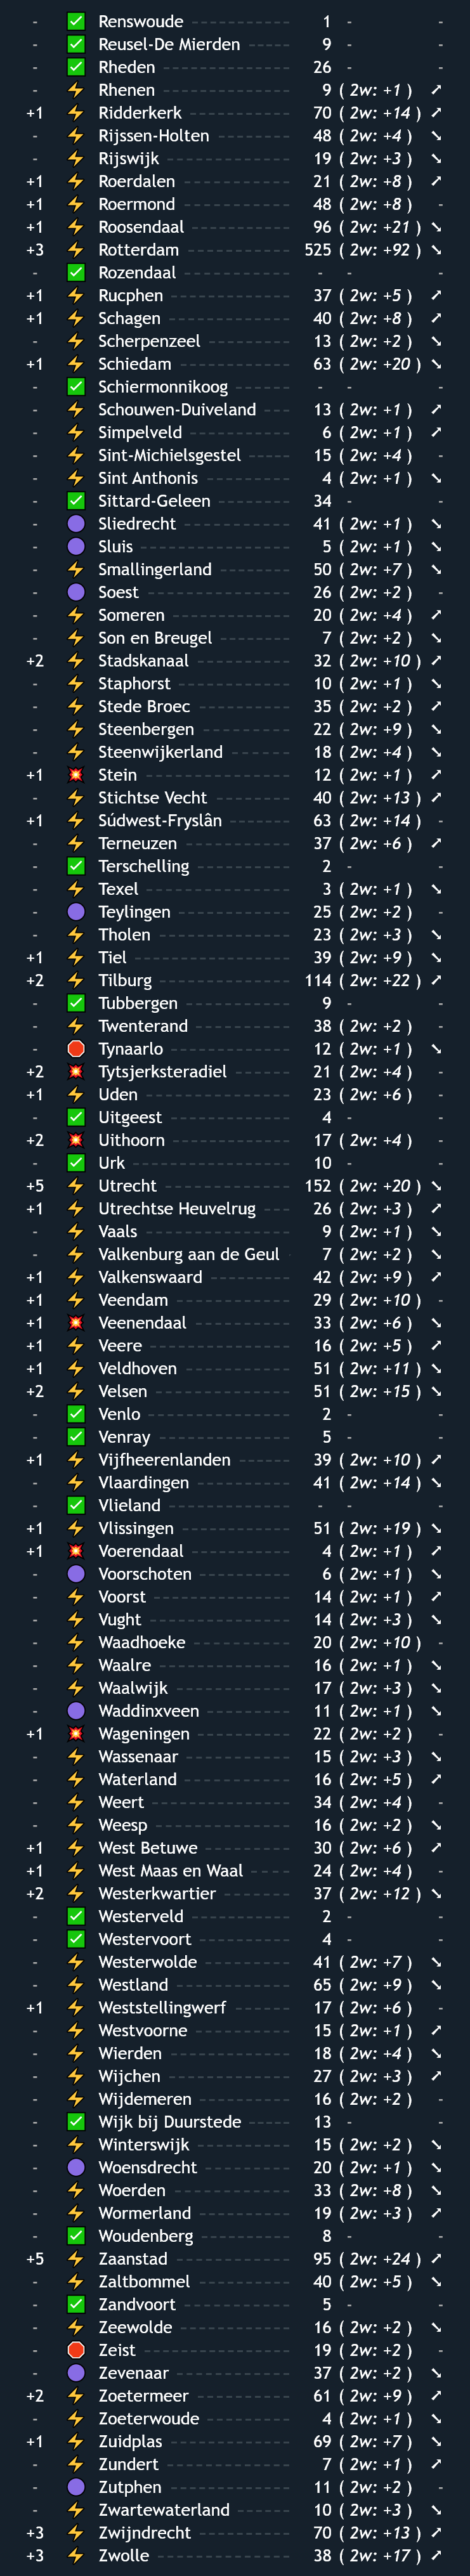 - ✅ Renswoude 1 - -
- ✅ Reusel-De Mierden 9 - -
- ✅ Rheden 26 - -
- ⚡ Rhenen 9 ( 2w: +1 ) ➚
+1 ⚡ Ridderkerk 70 ( 2w: +14 ) ➚
- ⚡ Rijssen-Holten 48 ( 2w: +4 ) ➘
- ⚡ Rijswijk 19 ( 2w: +3 ) ➘
+1 ⚡ Roerdalen 21 ( 2w: +8 ) ➚
+1 ⚡ Roermond 48 ( 2w: +8 ) -
+1 ⚡ Roosendaal 96 ( 2w: +21 ) ➘
+3 ⚡ Rotterdam 525 ( 2w: +92 ) ➘
- ✅ Rozendaal - - -
+1 ⚡ Rucphen 37 ( 2w: +5 ) ➚
+1 ⚡ Schagen 40 ( 2w: +8 ) ➚
- ⚡ Scherpenzeel 13 ( 2w: +2 ) ➘
+1 ⚡ Schiedam 63 ( 2w: +20 ) ➘
- ✅ Schiermonnikoog - - -
- ⚡ Schouwen-Duiveland 13 ( 2w: +1 ) ➚
- ⚡ Simpelveld 6 ( 2w: +1 ) ➚
- ⚡ Sint-Michielsgestel 15 ( 2w: +4 ) -
- ⚡ Sint Anthonis 4 ( 2w: +1 ) ➘
- ✅ Sittard-Geleen 34 - -
- 🟣 Sliedrecht 41 ( 2w: +1 ) ➘
- 🟣 Sluis 5 ( 2w: +1 ) ➘
- ⚡ Smallingerland 50 ( 2w: +7 ) ➘
- 🟣 Soest 26 ( 2w: +2 ) -
- ⚡ Someren 20 ( 2w: +4 ) ➚
- ⚡ Son en Breugel 7 ( 2w: +2 ) ➘
+2 ⚡ Stadskanaal 32 ( 2w: +10 ) ➚
- ⚡ Staphorst 10 ( 2w: +1 ) ➘
- ⚡ Stede Broec 35 ( 2w: +2 ) ➚
- ⚡ Steenbergen 22 ( 2w: +9 ) ➘
- ⚡ Steenwijkerland 18 ( 2w: +4 ) ➘
+1 💥 Stein 12 ( 2w: +1 ) ➚
- ⚡ Stichtse Vecht 40 ( 2w: +13 ) ➚
+1 ⚡ Súdwest-Fryslân 63 ( 2w: +14 ) -
- ⚡ Terneuzen 37 ( 2w: +6 ) ➚
- ✅ Terschelling 2 - -
- ⚡ Texel 3 ( 2w: +1 ) ➘
- 🟣 Teylingen 25 ( 2w: +2 ) -
- ⚡ Tholen 23 ( 2w: +3 ) ➘
+1 ⚡ Tiel 39 ( 2w: +9 ) ➘
+2 ⚡ Tilburg 114 ( 2w: +22 ) ➚
- ✅ Tubbergen 9 - -
- ⚡ Twenterand 38 ( 2w: +2 ) -
- 🛑 Tynaarlo 12 ( 2w: +1 ) ➘
+2 💥 Tytsjerksteradiel 21 ( 2w: +4 ) -
+1 ⚡ Uden 23 ( 2w: +6 ) -
- ✅ Uitgeest 4 - -
+2 💥 Uithoorn 17 ( 2w: +4 ) -
- ✅ Urk 10 - -
+5 ⚡ Utrecht 152 ( 2w: +20 ) ➘
+1 ⚡ Utrechtse Heuvelrug 26 ( 2w: +3 ) ➚
- ⚡ Vaals 9 ( 2w: +1 ) ➘
- ⚡ Valkenburg aan de Geul 7 ( 2w: +2 ) ➘
+1 ⚡ Valkenswaard 42 ( 2w: +9 ) ➚
+1 ⚡ Veendam 29 ( 2w: +10 ) -
+1 💥 Veenendaal 33 ( 2w: +6 ) ➘
+1 ⚡ Veere 16 ( 2w: +5 ) ➚
+1 ⚡ Veldhoven 51 ( 2w: +11 ) ➘
+2 ⚡ Velsen 51 ( 2w: +15 ) ➘
- ✅ Venlo 2 - -
- ✅ Venray 5 - -
+1 ⚡ Vijfheerenlanden 39 ( 2w: +10 ) ➚
- ⚡ Vlaardingen 41 ( 2w: +14 ) ➘
- ✅ Vlieland - - -
+1 ⚡ Vlissingen 51 ( 2w: +19 ) ➘
+1 💥 Voerendaal 4 ( 2w: +1 ) ➚
- 🟣 Voorschoten 6 ( 2w: +1 ) ➘
- ⚡ Voorst 14 ( 2w: +1 ) ➚
- ⚡ Vught 14 ( 2w: +3 ) ➘
- ⚡ Waadhoeke 20 ( 2w: +10 ) -
- ⚡ Waalre 16 ( 2w: +1 ) ➘
- ⚡ Waalwijk 17 ( 2w: +3 ) ➘
- 🟣 Waddinxveen 11 ( 2w: +1 ) ➘
+1 💥 Wageningen 22 ( 2w: +2 ) -
- ⚡ Wassenaar 15 ( 2w: +3 ) ➘
- ⚡ Waterland 16 ( 2w: +5 ) ➚
- ⚡ Weert 34 ( 2w: +4 ) -
- ⚡ Weesp 16 ( 2w: +2 ) ➘
+1 ⚡ West Betuwe 30 ( 2w: +6 ) ➚
+1 ⚡ West Maas en Waal 24 ( 2w: +4 ) -
+2 ⚡ Westerkwartier 37 ( 2w: +12 ) ➘
- ✅ Westerveld 2 - -
- ✅ Westervoort 4 - -
- ⚡ Westerwolde 41 ( 2w: +7 ) ➘
- ⚡ Westland 65 ( 2w: +9 ) ➘
+1 ⚡ Weststellingwerf 17 ( 2w: +6 ) -
- ⚡ Westvoorne 15 ( 2w: +1 ) ➚
- ⚡ Wierden 18 ( 2w: +4 ) ➘
- ⚡ Wijchen 27 ( 2w: +3 ) ➚
- ⚡ Wijdemeren 16 ( 2w: +2 ) -
- ✅ Wijk bij Duurstede 13 - -
- ⚡ Winterswijk 15 ( 2w: +2 ) ➘
- 🟣 Woensdrecht 20 ( 2w: +1 ) ➘
- ⚡ Woerden 33 ( 2w: +8 ) ➘
- ⚡ Wormerland 19 ( 2w: +3 ) ➚
- ✅ Woudenberg 8 - -
+5 ⚡ Zaanstad 95 ( 2w: +24 ) ➚
- ⚡ Zaltbommel 40 ( 2w: +5 ) ➘
- ✅ Zandvoort 5 - -
- ⚡ Zeewolde 16 ( 2w: +2 ) ➘
- 🛑 Zeist 19 ( 2w: +2 ) -
- 🟣 Zevenaar 37 ( 2w: +2 ) ➘
+2 ⚡ Zoetermeer 61 ( 2w: +9 ) ➚
- ⚡ Zoeterwoude 4 ( 2w: +1 ) ➘
+1 ⚡ Zuidplas 69 ( 2w: +7 ) ➘
- ⚡ Zundert 7 ( 2w: +1 ) ➚
- 🟣 Zutphen 11 ( 2w: +2 ) -
- ⚡ Zwartewaterland 10 ( 2w: +3 ) ➘
+3 ⚡ Zwijndrecht 70 ( 2w: +13 ) ➚
+3 ⚡ Zwolle 38 ( 2w: +17 ) ➚